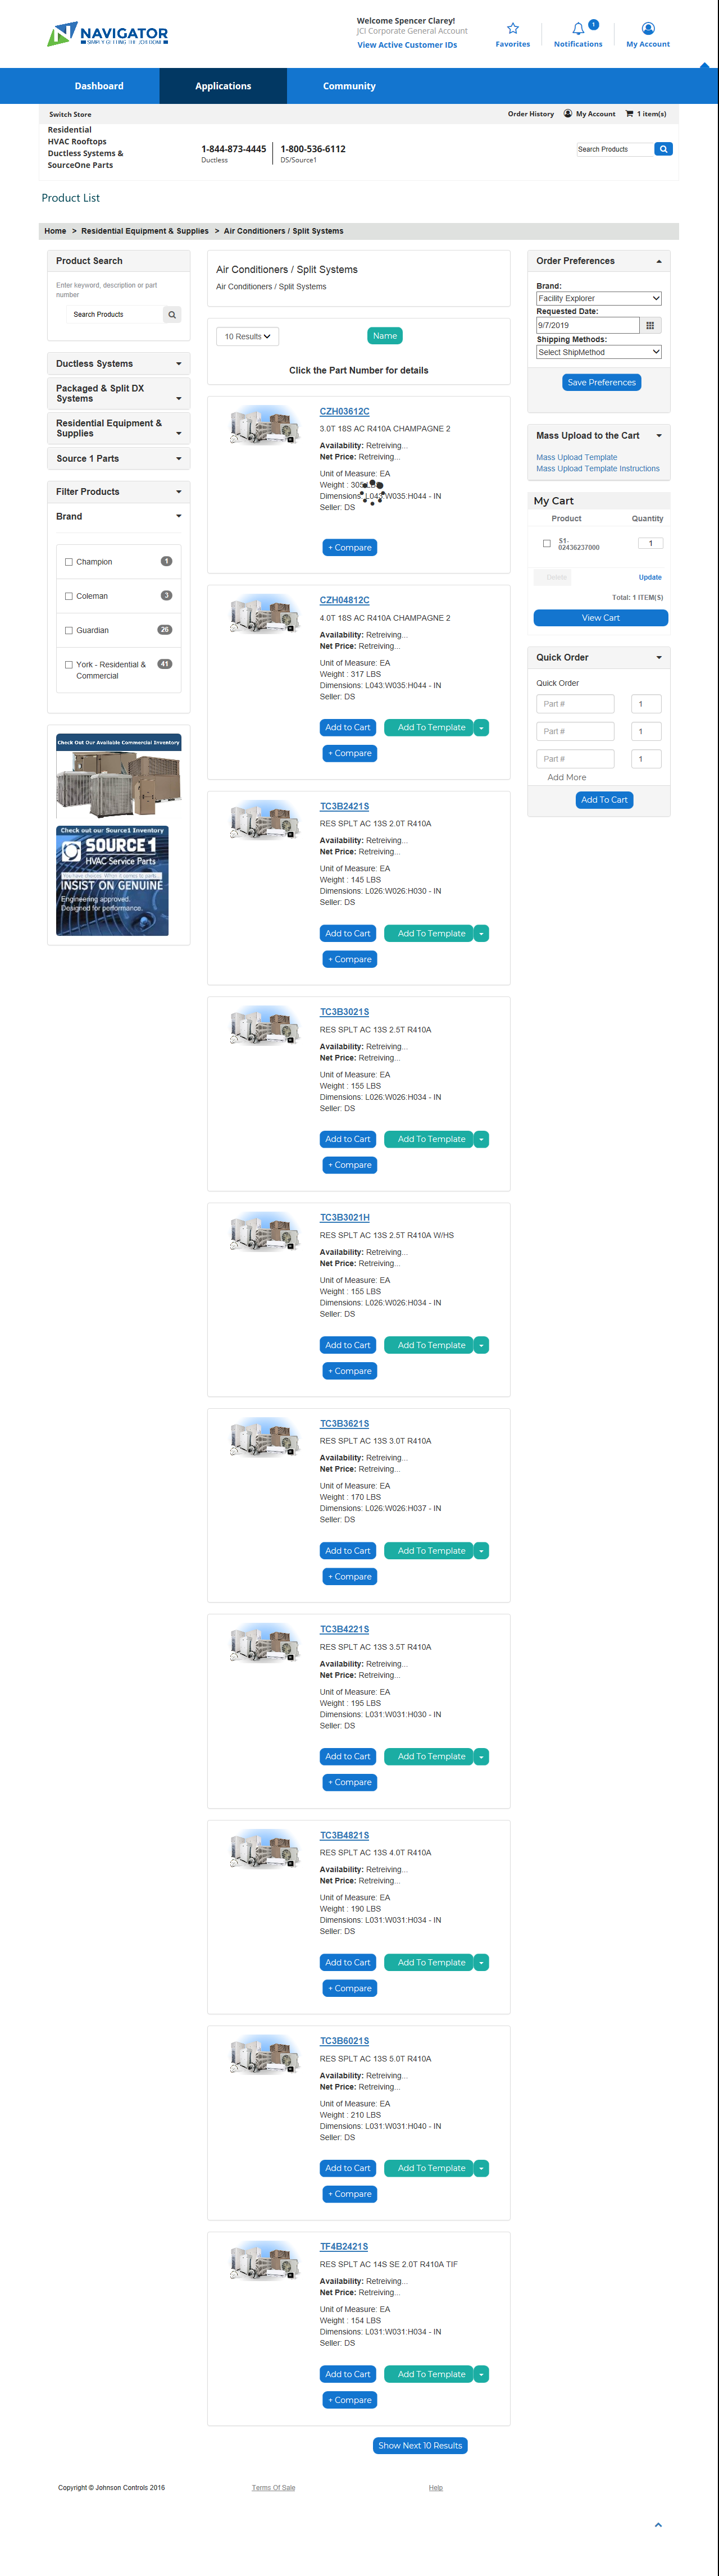 NAVIGATOR
SIMPLY GETTING THE JOB DONE
Welcome Spencer Clarey!
JCI Corporate General Account
View Active Customer IDs
Favorites
1
Notifications
My Account
Dashboard
Applications
Community
Switch Store
Order History
My Account
1 item(s)
Residential
HVAC Rooftops
Ductless Systems &
SourceOne Parts
1-844-873-4445
Ductless
1-800-536-6112
DS/Source1
Search Products
Product List
Home > Residential Equipment & Supplies > Air Conditioners / Split Systems
Product Search
Enter keyword, description or part
number
Search Products
Ductless Systems
Packaged & Split DX
Systems
Residential Equipment &
Supplies
Source 1 Parts
Filter Products
Brand
Champion 1
Coleman 3
Guardian 26
York - Residential & 41
Commercial
Check Out Our Available Commercial Inventory
Check out our Source1 Inventory
SOURCE 1
HVAC Service Parts
You have choices. When it comes to parts,
INSIST ON GENUINE
Engineering approved.
Designed for performance.
Air Conditioners / Split Systems
Air Conditioners / Split Systems
10 Results
Name
Click the Part Number for details
CZH03612C
3.0T 18S AC R410A CHAMPAGNE 2
Availability: Retreiving...
Net Price: Retreiving...
Unit of Measure: EA
Weight : 305 LBS
Dimensions: L043:W035:H044 - IN
Seller: DS
+ Compare
CZH04812C
4.0T 18S AC R410A CHAMPAGNE 2
Availability: Retreiving...
Net Price: Retreiving...
Unit of Measure: EA
Weight : 317 LBS
Dimensions: L043:W035:H044 - IN
Seller: DS
Add to Cart
Add To Template
+ Compare
TC3B2421S
RES SPLT AC 13S 2.0T R410A
Availability: Retreiving...
Net Price: Retreiving...
Unit of Measure: EA
Weight : 145 LBS
Dimensions: L026:W026:H030 - IN
Seller: DS
Add to Cart
Add To Template
+ Compare
TC3B3021S
RES SPLT AC 13S 2.5T R410A
Availability: Retreiving...
Net Price: Retreiving...
Unit of Measure: EA
Weight : 155 LBS
Dimensions: L026:W026:H034 - IN
Seller: DS
Add to Cart
Add To Template
+ Compare
TC3B3021H
RES SPLT AC 13S 2.5T R410A W/HS
Availability: Retreiving...
Net Price: Retreiving...
Unit of Measure: EA
Weight : 155 LBS
Dimensions: L026:W026:H034 - IN
Seller: DS
Add to Cart
Add To Template
+ Compare
TC3B3621S
RES SPLT AC 13S 3.0T R410A
Availability: Retreiving...
Net Price: Retreiving...
Unit of Measure: EA
Weight : 170 LBS
Dimensions: L026:W026:H037 - IN
Seller: DS
Add to Cart
Add To Template
+ Compare
TC3B4221S
RES SPLT AC 13S 3.5T R410A
Availability: Retreiving...
Net Price: Retreiving...
Unit of Measure: EA
Weight : 195 LBS
Dimensions: L031:W031:H030 - IN
Seller: DS
Add to Cart
Add To Template
+ Compare
TC3B4821S
RES SPLT AC 13S 4.0T R410A
Availability: Retreiving...
Net Price: Retreiving...
Unit of Measure: EA
Weight : 190 LBS
Dimensions: L031:W031:H034 - IN
Seller: DS
Add to Cart
Add To Template
+ Compare
TC3B6021S
RES SPLT AC 13S 5.0T R410A
Availability: Retreiving...
Net Price: Retreiving...
Unit of Measure: EA
Weight : 210 LBS
Dimensions: L031:W031:H040 - IN
Seller: DS
Add to Cart
Add To Template
+ Compare
TF4B2421S
RES SPLT AC 14S SE 2.0T R410A TIF
Availability: Retreiving...
Net Price: Retreiving...
Unit of Measure: EA
Weight : 154 LBS
Dimensions: L031:W031:H034 - IN
Seller: DS
Add to Cart
Add To Template
+ Compare
Show Next 10 Results
Order Preferences
Brand:
Facility Explorer
Requested Date:
9/7/2019
Shipping Methods:
Select ShipMethod
Save Preferences
Mass Upload to the Cart
Mass Upload Template
Mass Upload Template Instructions
My Cart
Product
Quantity
S1-
02436237000
1
Delete
Update
Total: 1 ITEM(S)
View Cart
Quick Order
Quick Order
Part # 1
Part # 1
Part # 1
Add More
Add To Cart
Copyright © Johnson Controls 2016
Terms Of Sale
Help